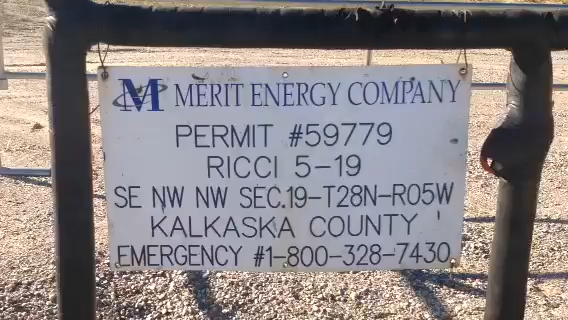 M MERIT ENERGY COMPANY
PERMIT #59779
RICCI 5-19
SE NW NW SEC.19-T28N-R05W
KALKASKA COUNTY
EMERGENCY #1-800-328-7430